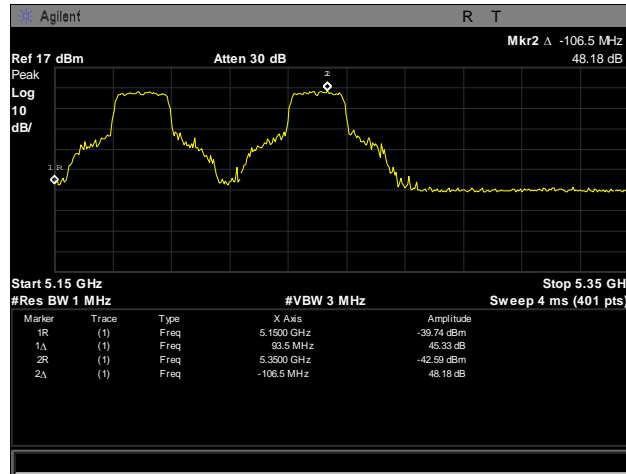 Agilent R T
Mkr2 Δ -106.5 MHz
Ref 17 dBm Atten 30 dB 48.18 dB
Peak
Log
10
dB/
1R
Start 5.15 GHz Stop 5.35 GH
#Res BW 1 MHz #VBW 3 MHz Sweep 4 ms (401 pts)
Marker Trace Type X Axis Amplitude
1R (1) Freq 5.1500 GHz -39.74 dBm
1Δ (1) Freq 93.5 MHz 45.33 dB
2R (1) Freq 5.3500 GHz -42.59 dBm
2Δ (1) Freq -106.5 MHz 48.18 dB